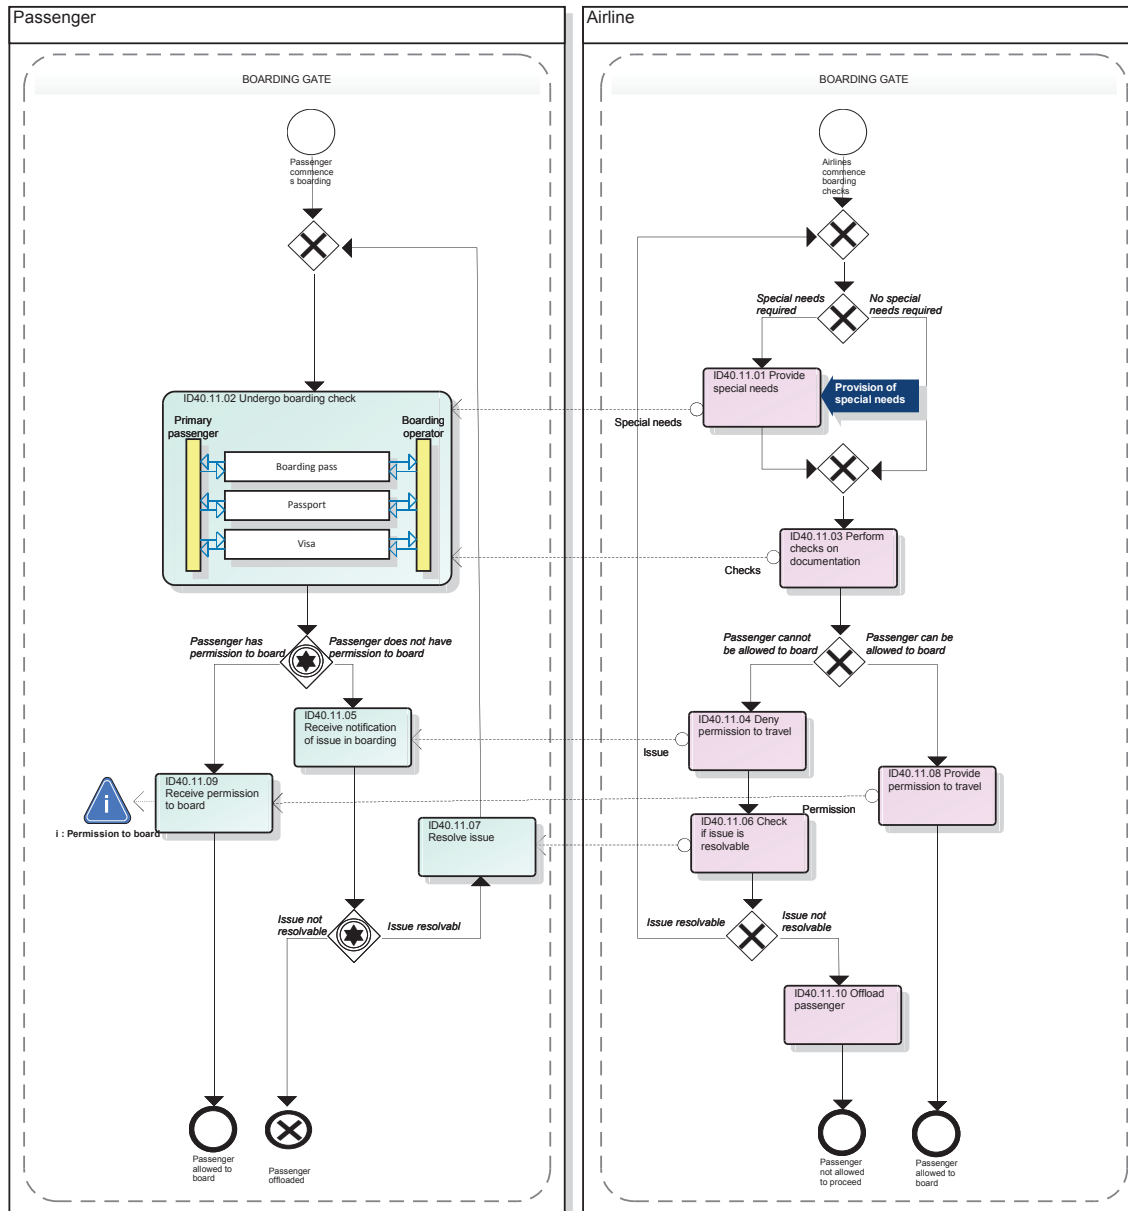 Passenger
BOARDING GATE
Passenger
commence
s boarding
ID40.11.02 Undergo boarding check
Primary
passenger
Boarding
operator
Boarding pass
Passport
Visa
Passenger has
permission to board
Passenger does not have
permission to board
ID40.11.05
Receive notification
of issue in boarding
ID40.11.09
Receive permission
to board
i
i : Permission to board
ID40.11.07
Resolve issue
Issue not
resolvable
Issue resolvabl
Passenger
allowed to
board
Passenger
offloaded
Airline
BOARDING GATE
Airlines
commence
boarding
checks
Special needs
required
No special
needs required
ID40.11.01 Provide
special needs
Provision of
special needs
Special needs
ID40.11.03 Perform
checks on
documentation
Checks
Passenger cannot
be allowed to board
Passenger can be
allowed to board
ID40.11.04 Deny
permission to travel
Issue
ID40.11.08 Provide
permission to travel
Permission
ID40.11.06 Check
if issue is
resolvable
Issue resolvable
Issue not
resolvable
ID40.11.10 Offload
passenger
Passenger
not allowed
to proceed
Passenger
allowed to
board